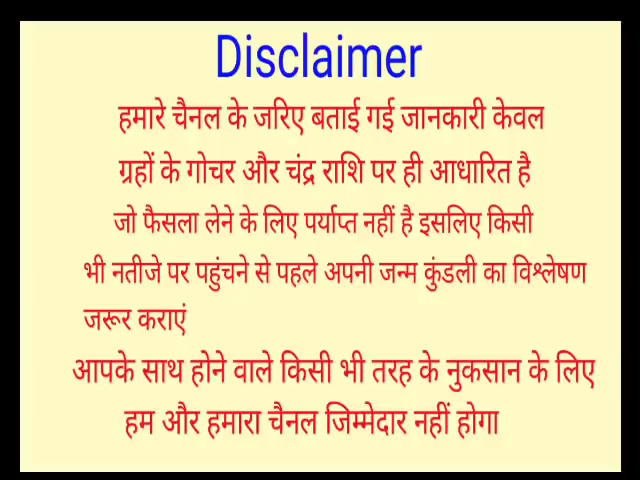 Disclaimer
हमारे चैनल के जरिए बताई गई जानकारी केवल
ग्रहों के गोचर और चंद्र राशि पर ही आधारित है
जो फैसला लेने के लिए पर्याप्त नहीं है इसलिए किसी
भी नतीजे पर पहुंचने से पहले अपनी जन्म कुंडली का विश्लेषण
जरूर कराएं
आपके साथ होने वाले किसी भी तरह के नुकसान के लिए
हम और हमारा चैनल जिम्मेदार नहीं होगा